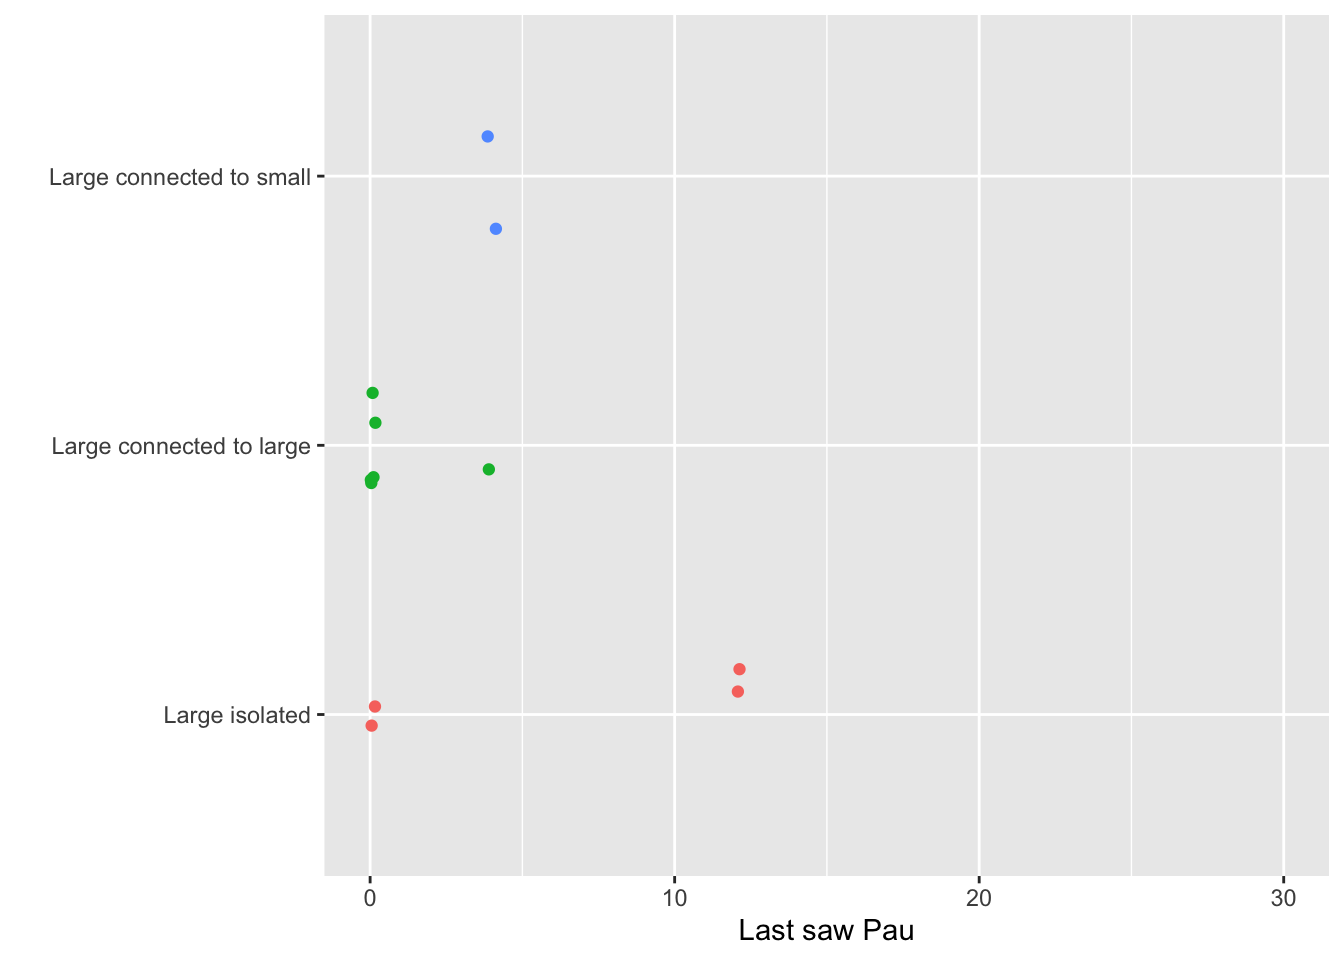 Large connected to small
Large connected to large
Large isolated
0 10 20 30
Last saw Pau